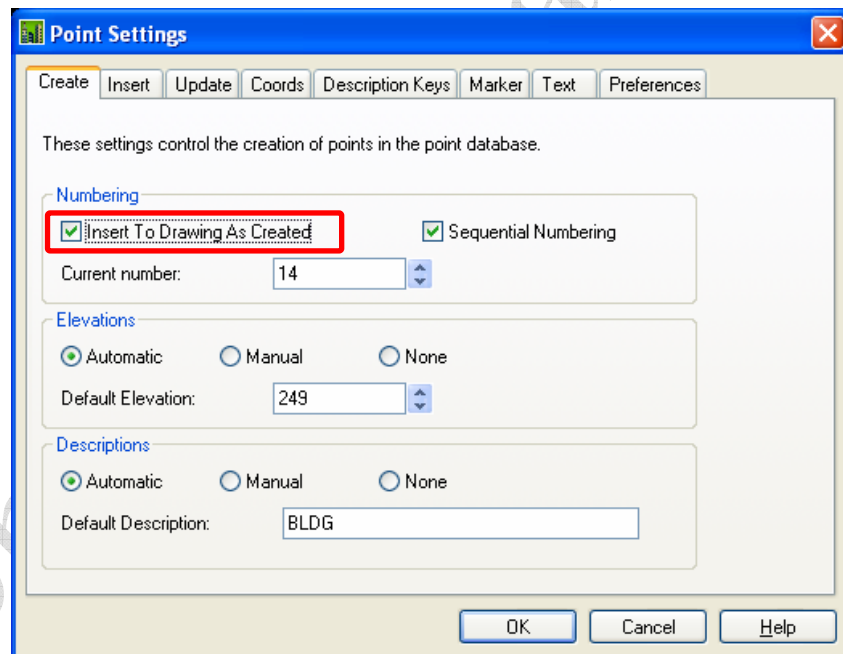 Point Settings
Create Insert Update Coords Description Keys Marker Text Preferences
These settings control the creation of points in the point database.
Numbering
Insert To Drawing As Created Sequential Numbering
Current number: 14
Elevations
Automatic Manual None
Default Elevation: 249
Descriptions
Automatic Manual None
Default Description: BLDG
OK Cancel Help